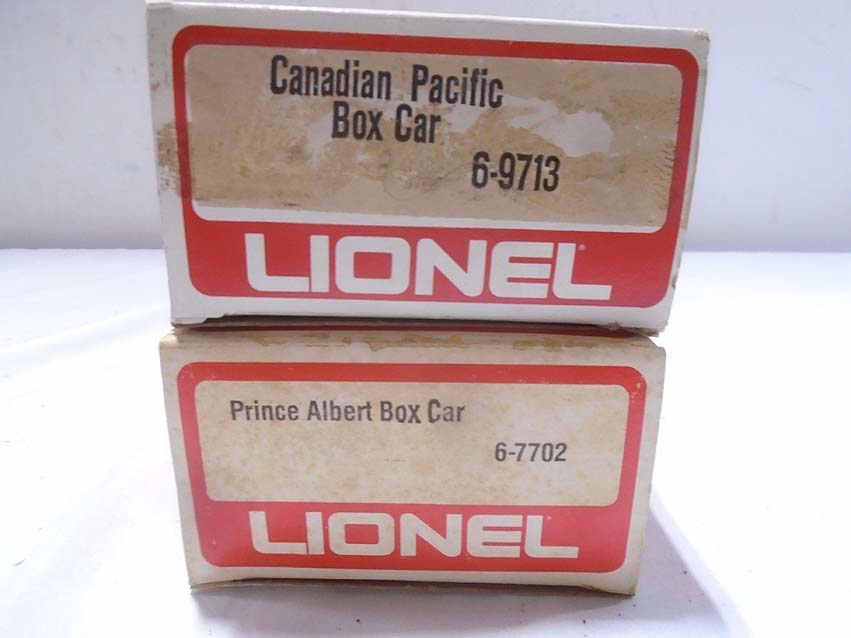 Canadian Pacific
Box Car
6-9713
LIONEL
Prince Albert Box Car
6-7702
LIONEL